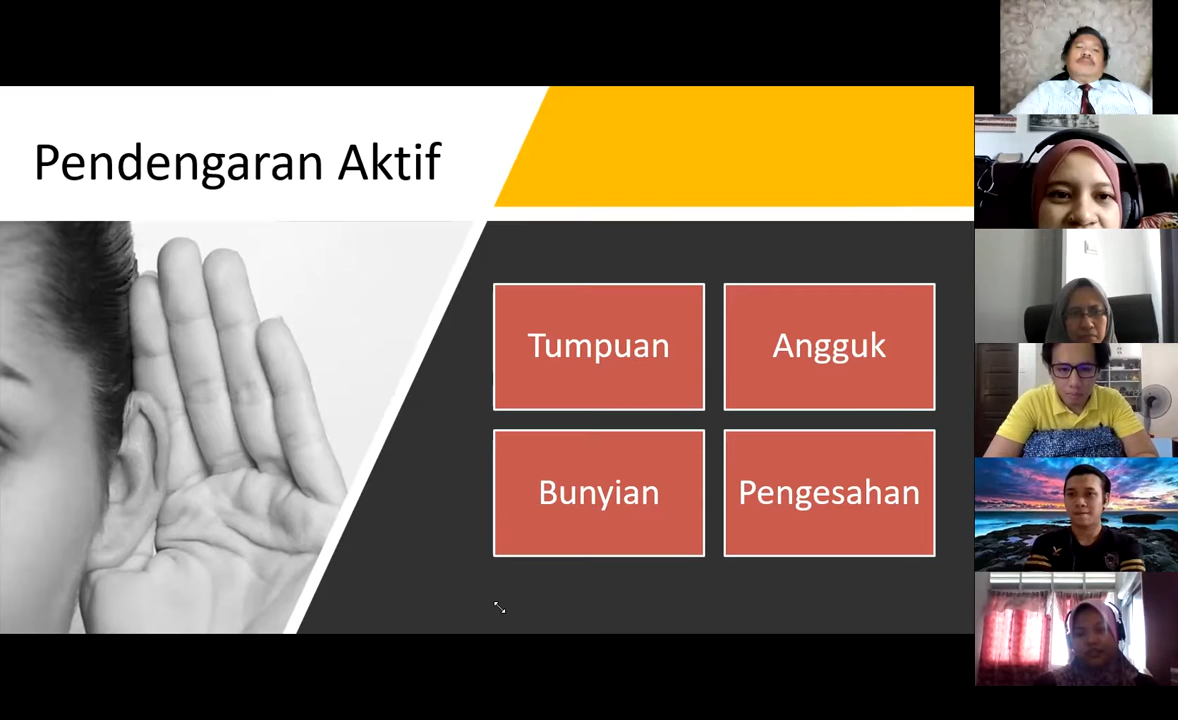 Pendengaran Aktif
Tumpuan
Angguk
Bunyian
Pengesahan